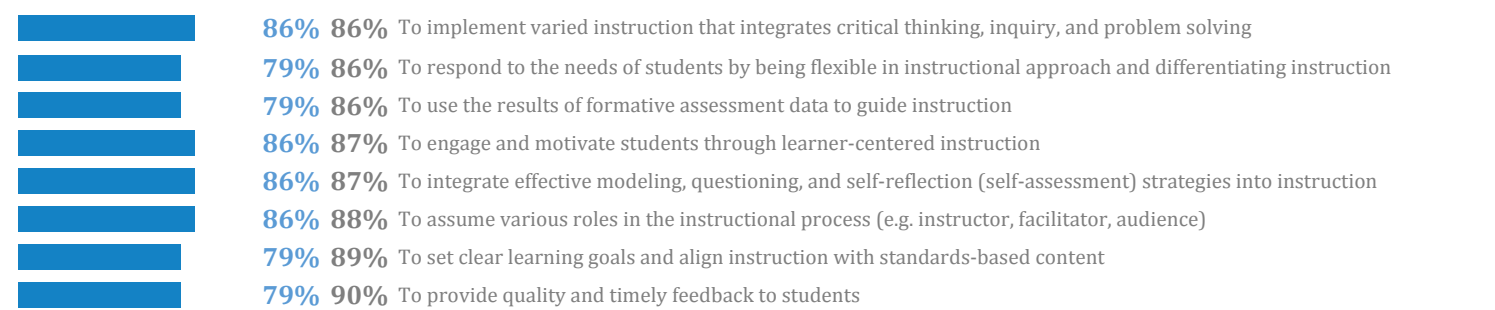 86% 86% To implement varied instruction that integrates critical thinking, inquiry, and problem solving
79% 86% To respond to the needs of students by being flexible in instructional approach and differentiating instruction
79% 86% To use the results of formative assessment data to guide instruction
86% 87% To engage and motivate students through learner-centered instruction
86% 87% To integrate effective modeling, questioning, and self-reflection (self-assessment) strategies into instruction
86% 88% To assume various roles in the instructional process (e.g. instructor, facilitator, audience)
79% 89% To set clear learning goals and align instruction with standards-based content
79% 90% To provide quality and timely feedback to students